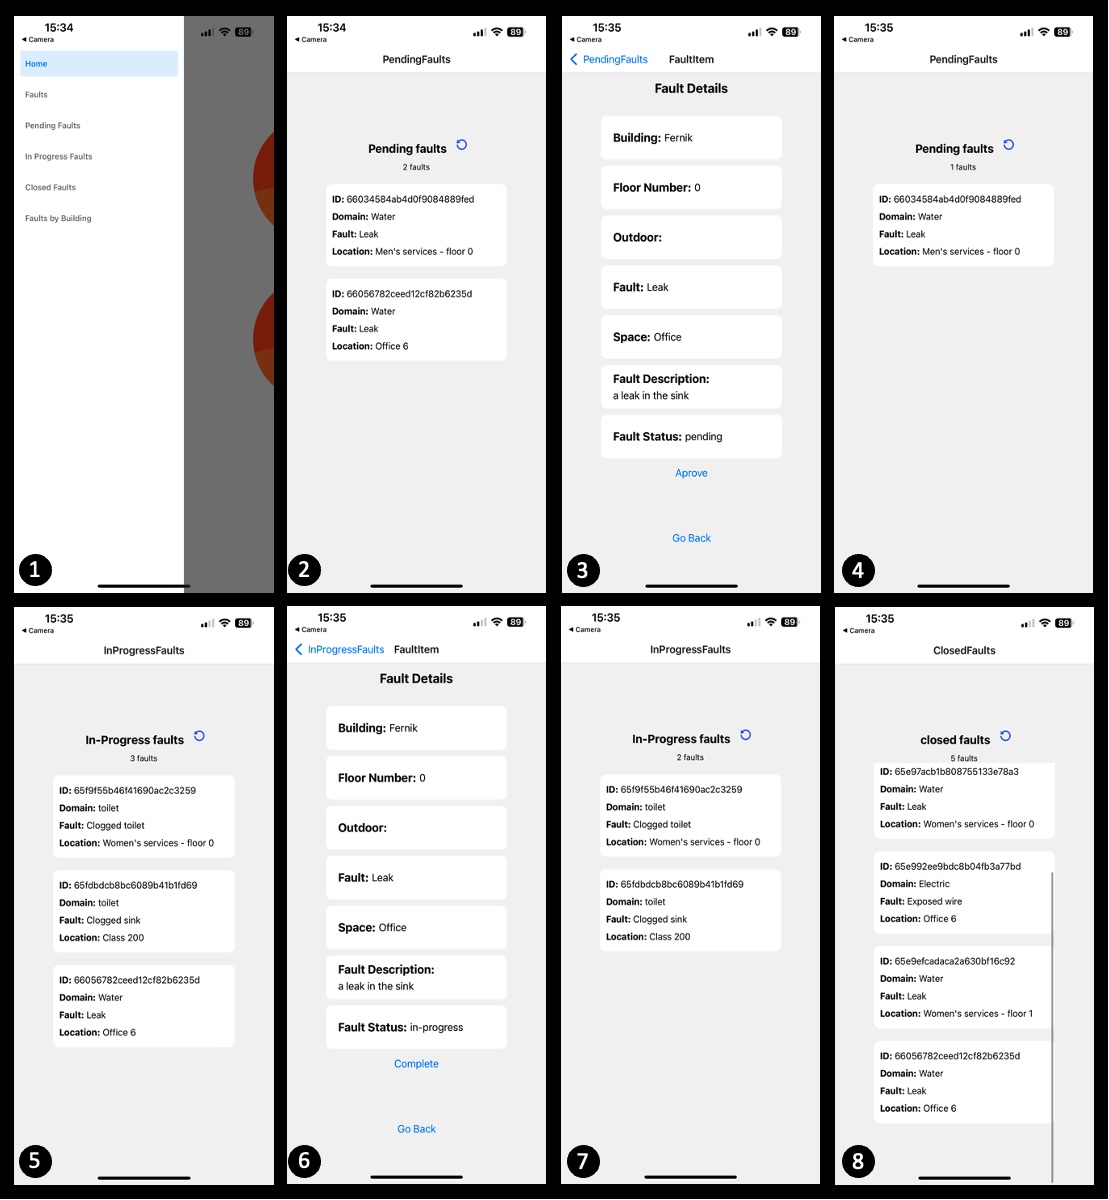 15:34
◂ Camera
89
Home
Faults
Pending Faults
In Progress Faults
Closed Faults
Faults by Building
1
15:34
◂ Camera
89
PendingFaults
Pending faults
2 faults
ID: 66034584ab4d0f9084889fed
Domain: Water
Fault: Leak
Location: Men's services - floor 0
ID: 66056782ceed12cf82b6235d
Domain: Water
Fault: Leak
Location: Office 6
2
15:35
◂ Camera
89
PendingFaults FaultItem
Fault Details
Building: Fernik
Floor Number: 0
Outdoor:
Fault: Leak
Space: Office
Fault Description:
a leak in the sink
Fault Status: pending
Aprove
Go Back
3
15:35
◂ Camera
89
PendingFaults
Pending faults
1 faults
ID: 66034584ab4d0f9084889fed
Domain: Water
Fault: Leak
Location: Men's services - floor 0
4
15:35
◂ Camera
89
InProgressFaults
In-Progress faults
3 faults
ID: 65f9f55b46f41690ac2c3259
Domain: toilet
Fault: Clogged toilet
Location: Women's services - floor 0
ID: 65fdbdcb8bc6089b41b1fd69
Domain: toilet
Fault: Clogged sink
Location: Class 200
ID: 66056782ceed12cf82b6235d
Domain: Water
Fault: Leak
Location: Office 6
5
15:35
◂ Camera
89
InProgressFaults FaultItem
Fault Details
Building: Fernik
Floor Number: 0
Outdoor:
Fault: Leak
Space: Office
Fault Description:
a leak in the sink
Fault Status: in-progress
Complete
Go Back
6
15:35
◂ Camera
89
InProgressFaults
In-Progress faults
2 faults
ID: 65f9f55b46f41690ac2c3259
Domain: toilet
Fault: Clogged toilet
Location: Women's services - floor 0
ID: 65fdbdcb8bc6089b41b1fd69
Domain: toilet
Fault: Clogged sink
Location: Class 200
7
15:35
◂ Camera
89
ClosedFaults
closed faults
5 faults
ID: 65e97acb1b808755133e78a3
Domain: Water
Fault: Leak
Location: Women's services - floor 0
ID: 65e992ee9bdc8b04fb3a77bd
Domain: Electric
Fault: Exposed wire
Location: Office 6
ID: 65e9efcadaca2a630bf16c92
Domain: Water
Fault: Leak
Location: Women's services - floor 1
ID: 66056782ceed12cf82b6235d
Domain: Water
Fault: Leak
Location: Office 6
8